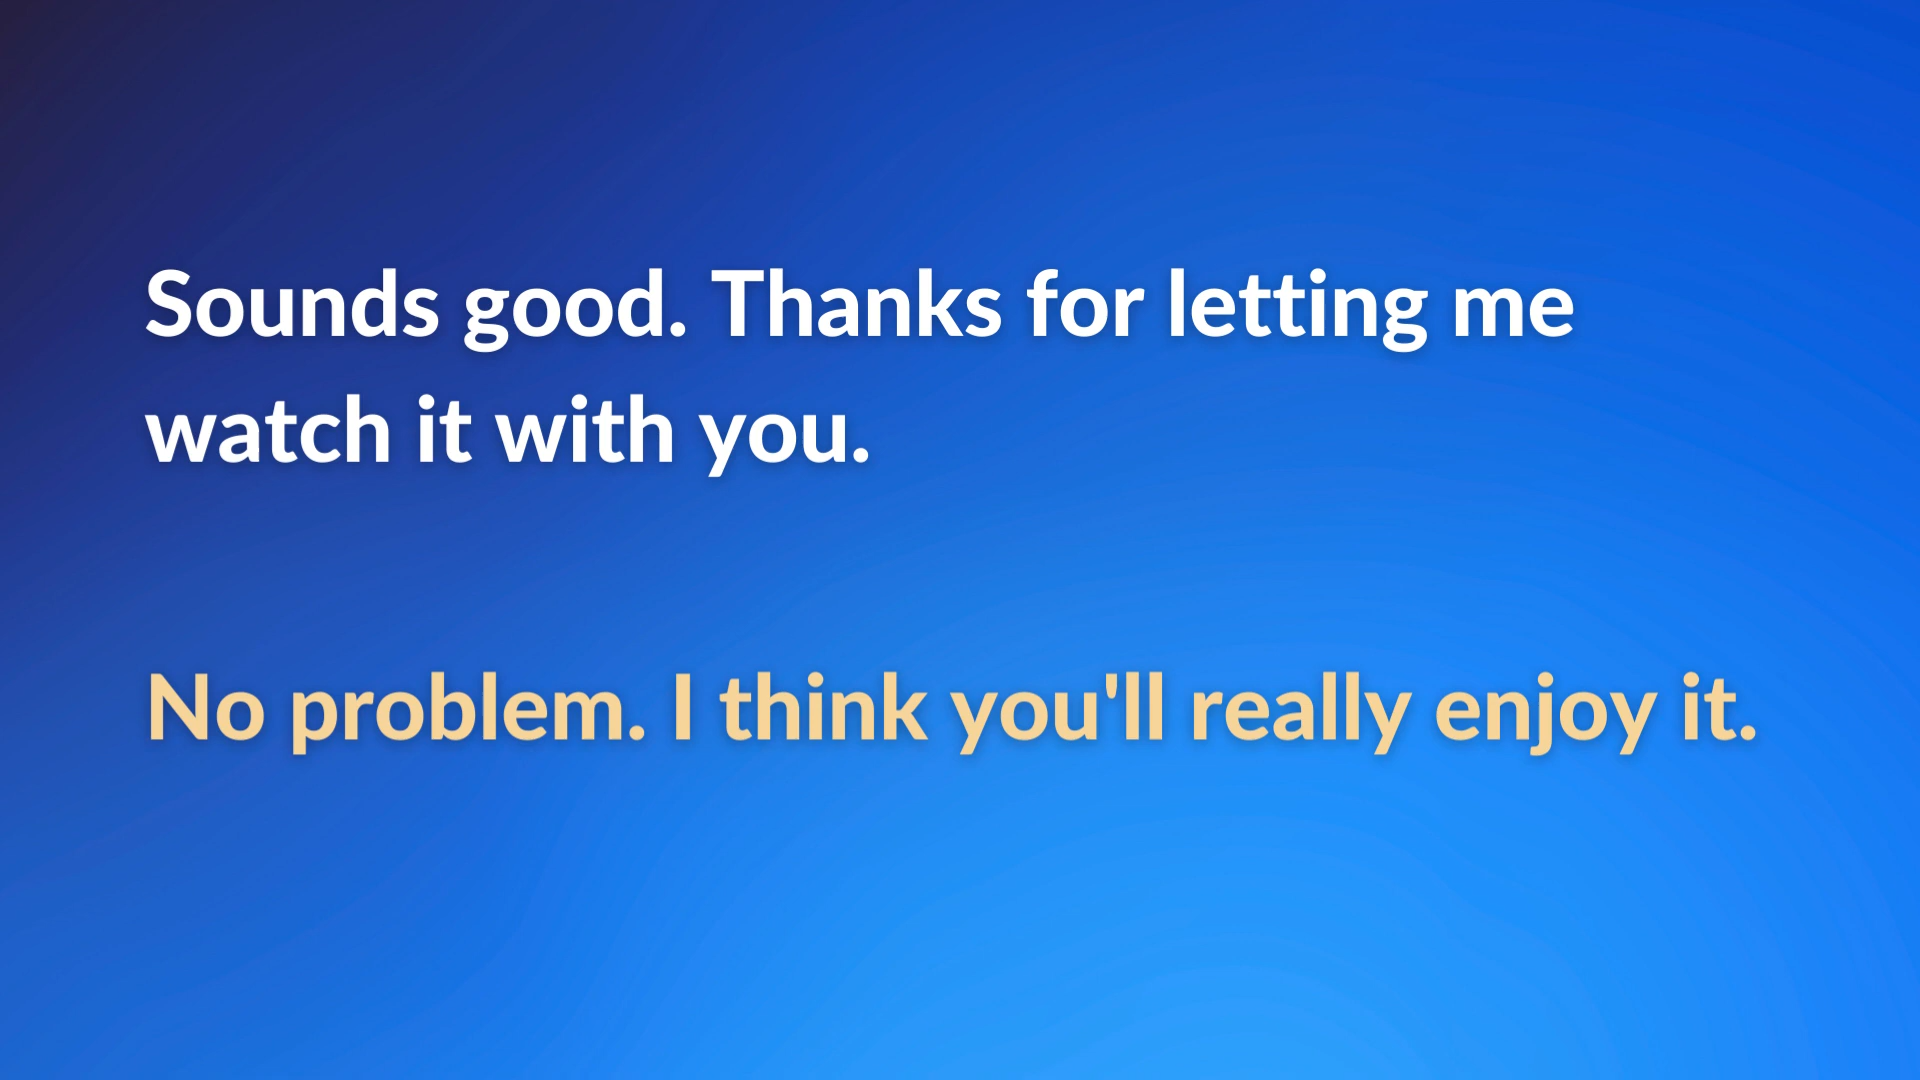 Sounds good. Thanks for letting me
watch it with you.
No problem. I think you'll really enjoy it.